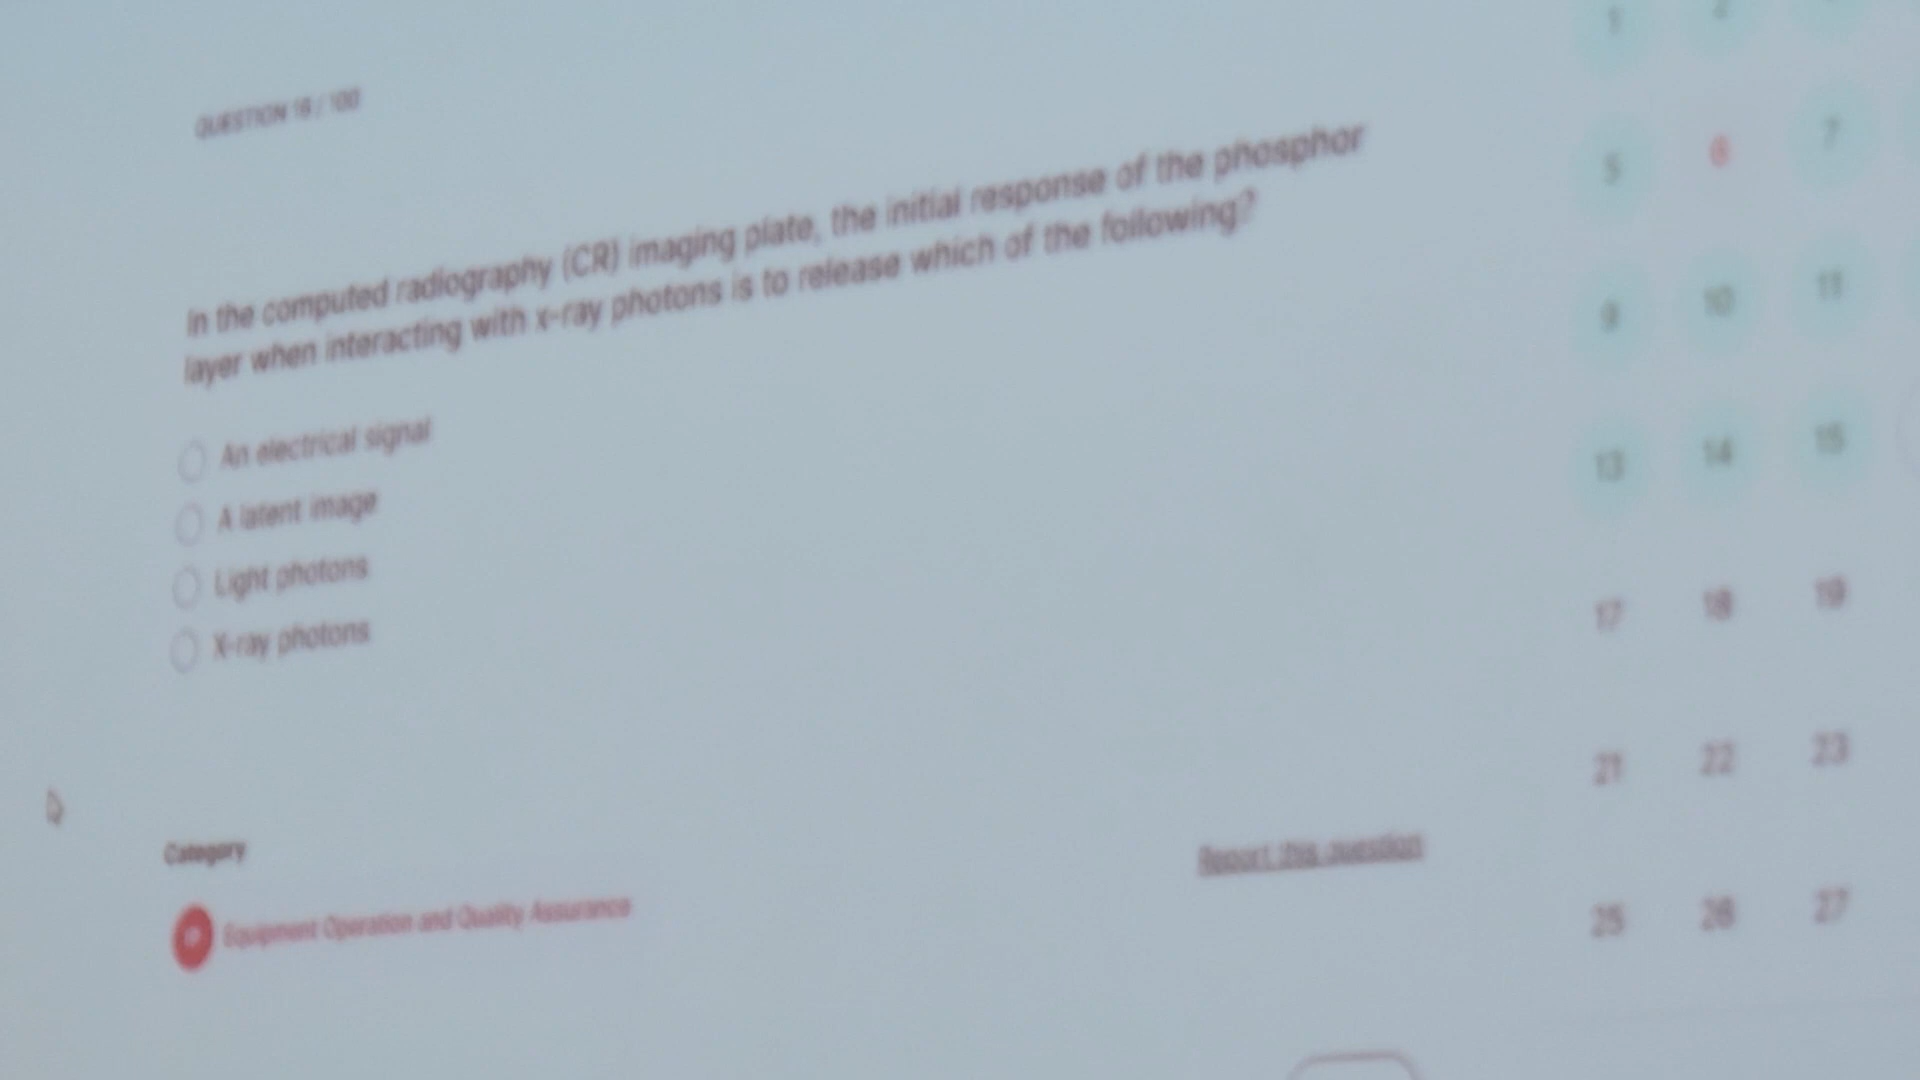 QUESTION 16 / 100
In the computed radiography (CR) imaging plate, the initial response of the phosphor
layer when interacting with x-ray photons is to release which of the following?
An electrical signal
A latent image
Light photons
X-ray photons
Category
Equipment Operation and Quality Assurance
Report this question
1 2
5 6 7
9 10 11
13 14 15
17 18 19
21 22 23
25 26 27